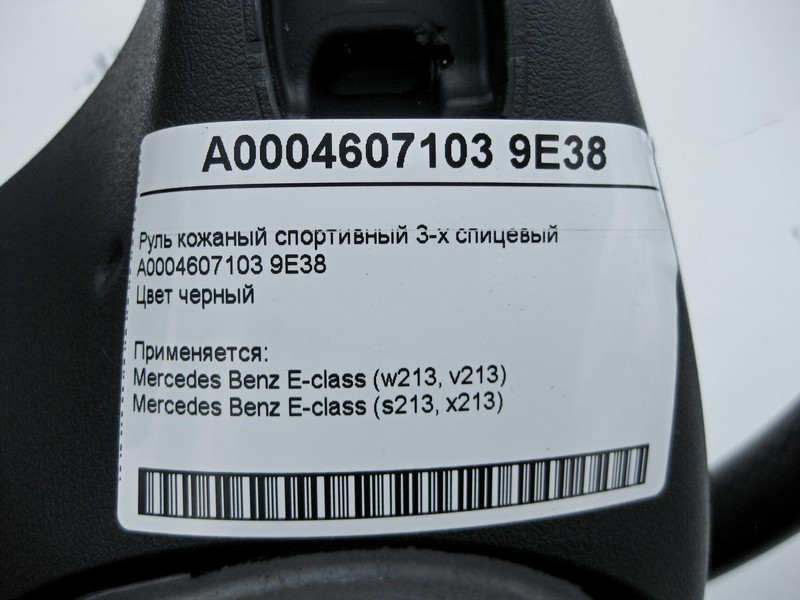 A0004607103 9E38
Руль кожаный спортивный 3-х спицевый
A0004607103 9E38
Цвет черный
Применяется:
Mercedes Benz E-class (w213, v213)
Mercedes Benz E-class (s213, x213)